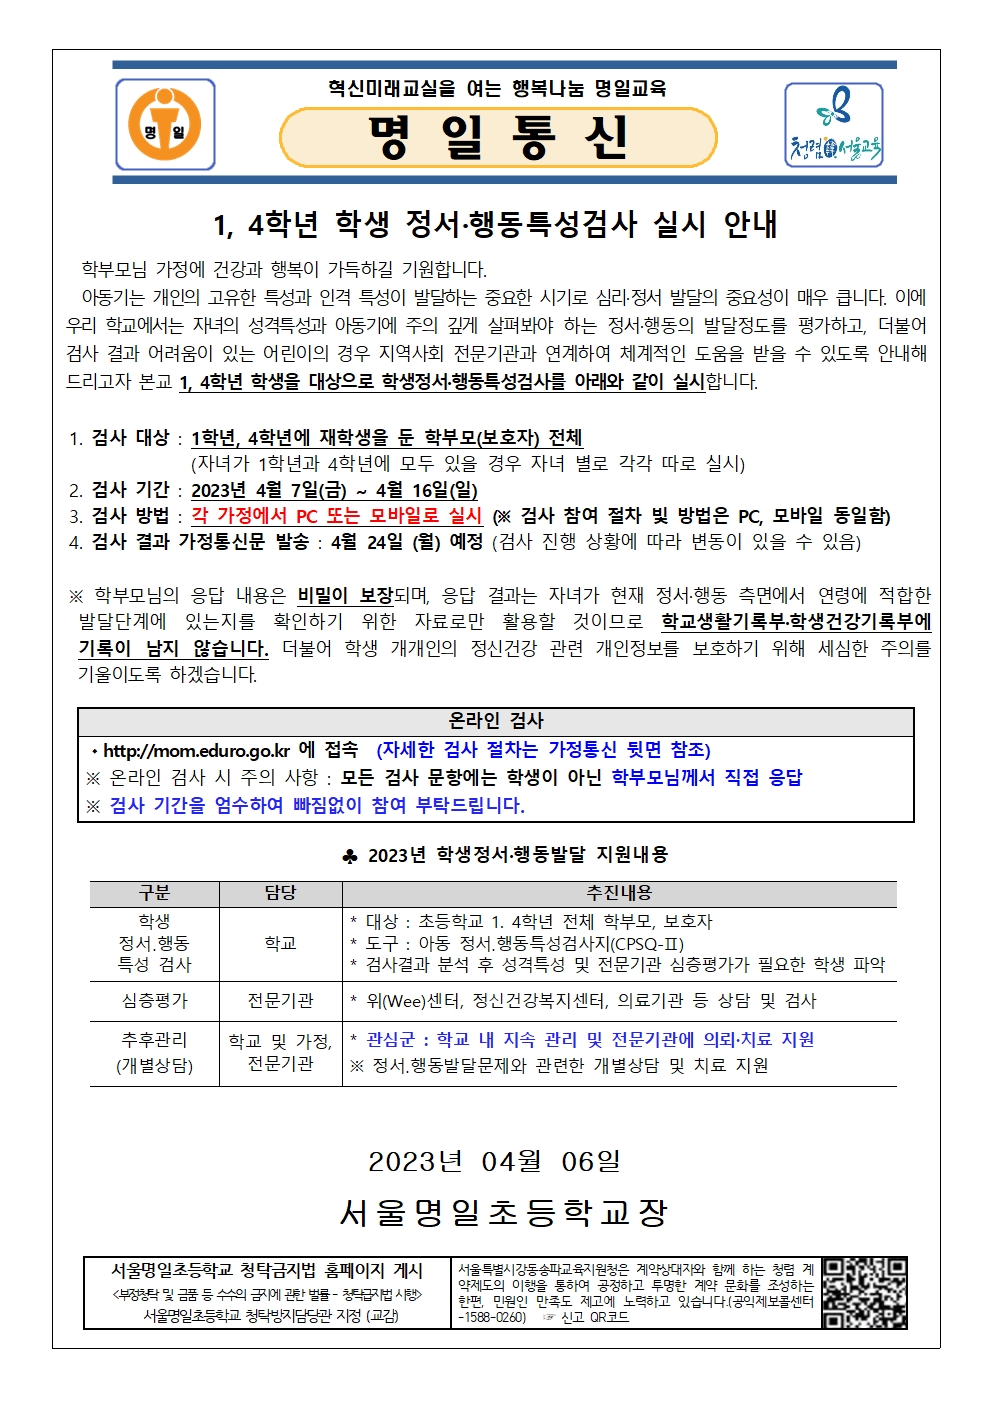 혁신미래교실을 여는 행복나눔 명일교육
명 일
명 일 통 신
청렴 서울교육
1, 4학년 학생 정서·행동특성검사 실시 안내
학부모님 가정에 건강과 행복이 가득하길 기원합니다.
아동기는 개인의 고유한 특성과 인격 특성이 발달하는 중요한 시기로 심리·정서 발달의 중요성이 매우 큽니다. 이에
우리 학교에서는 자녀의 성격특성과 아동기에 주의 깊게 살펴봐야 하는 정서·행동의 발달정도를 평가하고, 더불어
검사 결과 어려움이 있는 어린이의 경우 지역사회 전문기관과 연계하여 체계적인 도움을 받을 수 있도록 안내해
드리고자 본교 1, 4학년 학생을 대상으로 학생정서·행동특성검사를 아래와 같이 실시합니다.
1. 검사 대상 : 1학년, 4학년에 재학생을 둔 학부모(보호자) 전체
(자녀가 1학년과 4학년에 모두 있을 경우 자녀 별로 각각 따로 실시)
2. 검사 기간 : 2023년 4월 7일(금) ~ 4월 16일(일)
3. 검사 방법 : 각 가정에서 PC 또는 모바일로 실시 (※ 검사 참여 절차 빛 방법은 PC, 모바일 동일함)
4. 검사 결과 가정통신문 발송 : 4월 24일 (월) 예정 (검사 진행 상황에 따라 변동이 있을 수 있음)
※ 학부모님의 응답 내용은 비밀이 보장되며, 응답 결과는 자녀가 현재 정서·행동 측면에서 연령에 적합한
발달단계에 있는지를 확인하기 위한 자료로만 활용할 것이므로 학교생활기록부·학생건강기록부에
기록이 남지 않습니다. 더불어 학생 개개인의 정신건강 관련 개인정보를 보호하기 위해 세심한 주의를
기울이도록 하겠습니다.
온라인 검사
• http://mom.eduro.go.kr 에 접속 (자세한 검사 절차는 가정통신 뒷면 참조)
※ 온라인 검사 시 주의 사항 : 모든 검사 문항에는 학생이 아닌 학부모님께서 직접 응답
※ 검사 기간을 엄수하여 빠짐없이 참여 부탁드립니다.
♣ 2023년 학생정서·행동발달 지원내용
구분 담당 추진내용
학생
정서.행동
특성 검사
학교
* 대상 : 초등학교 1. 4학년 전체 학부모, 보호자
* 도구 : 아동 정서.행동특성검사지(CPSQ-Ⅱ)
* 검사결과 분석 후 성격특성 및 전문기관 심층평가가 필요한 학생 파악
심층평가 전문기관 * 위(Wee)센터, 정신건강복지센터, 의료기관 등 상담 및 검사
추후관리
(개별상담)
학교 및 가정,
전문기관
* 관심군 : 학교 내 지속 관리 및 전문기관에 의뢰·치료 지원
※ 정서.행동발달문제와 관련한 개별상담 및 치료 지원
2023년 04월 06일
서울명일초등학교장
서울명일초등학교 청탁금지법 홈페이지 게시
<부정청탁 및 금품 등 수수의 금지에 관한 법률 - 청탁금지법 시행>
서울명일초등학교 청탁방지담당관 지정 (교감)
서울특별시강동송파교육지원청은 계약상대자와 함께 하는 청렴 계
약제도의 이행을 통하여 공정하고 투명한 계약 문화를 조성하는
한편, 민원인 만족도 제고에 노력하고 있습니다.(공익제보콜센터
-1588-0260) ☞ 신고 QR코드